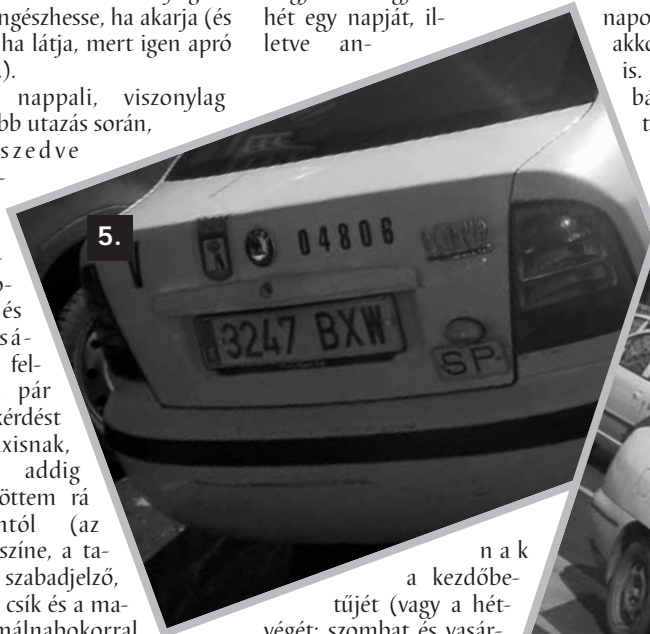 ngészhesse, ha akarja (és
ha látja, mert igen apró
.).
nappali, viszonylag
bb utazás során,
szedve
és
sá-
fel-
pár
kérdést
xisnak,
addig
öttem rá
ntól (az
színe, a ta-
szabadjelző,
csík és a ma-
málnabokorral
hét egy napját, il-
letve an-
5.
04806
3247 BXW
SP
nak
a kezdőbe-
tűjét (vagy a hét-
végét: szombat és vasár-
napo
is.